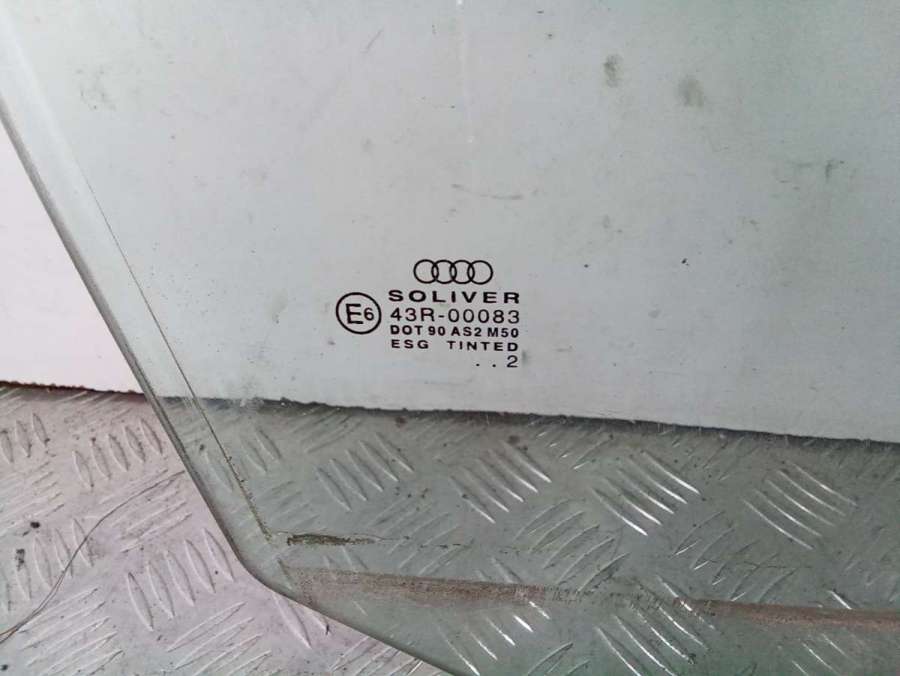 SOLIVER
E6 43R-00083
DOT 90 AS2 M50
ESG TINTED
. . 2